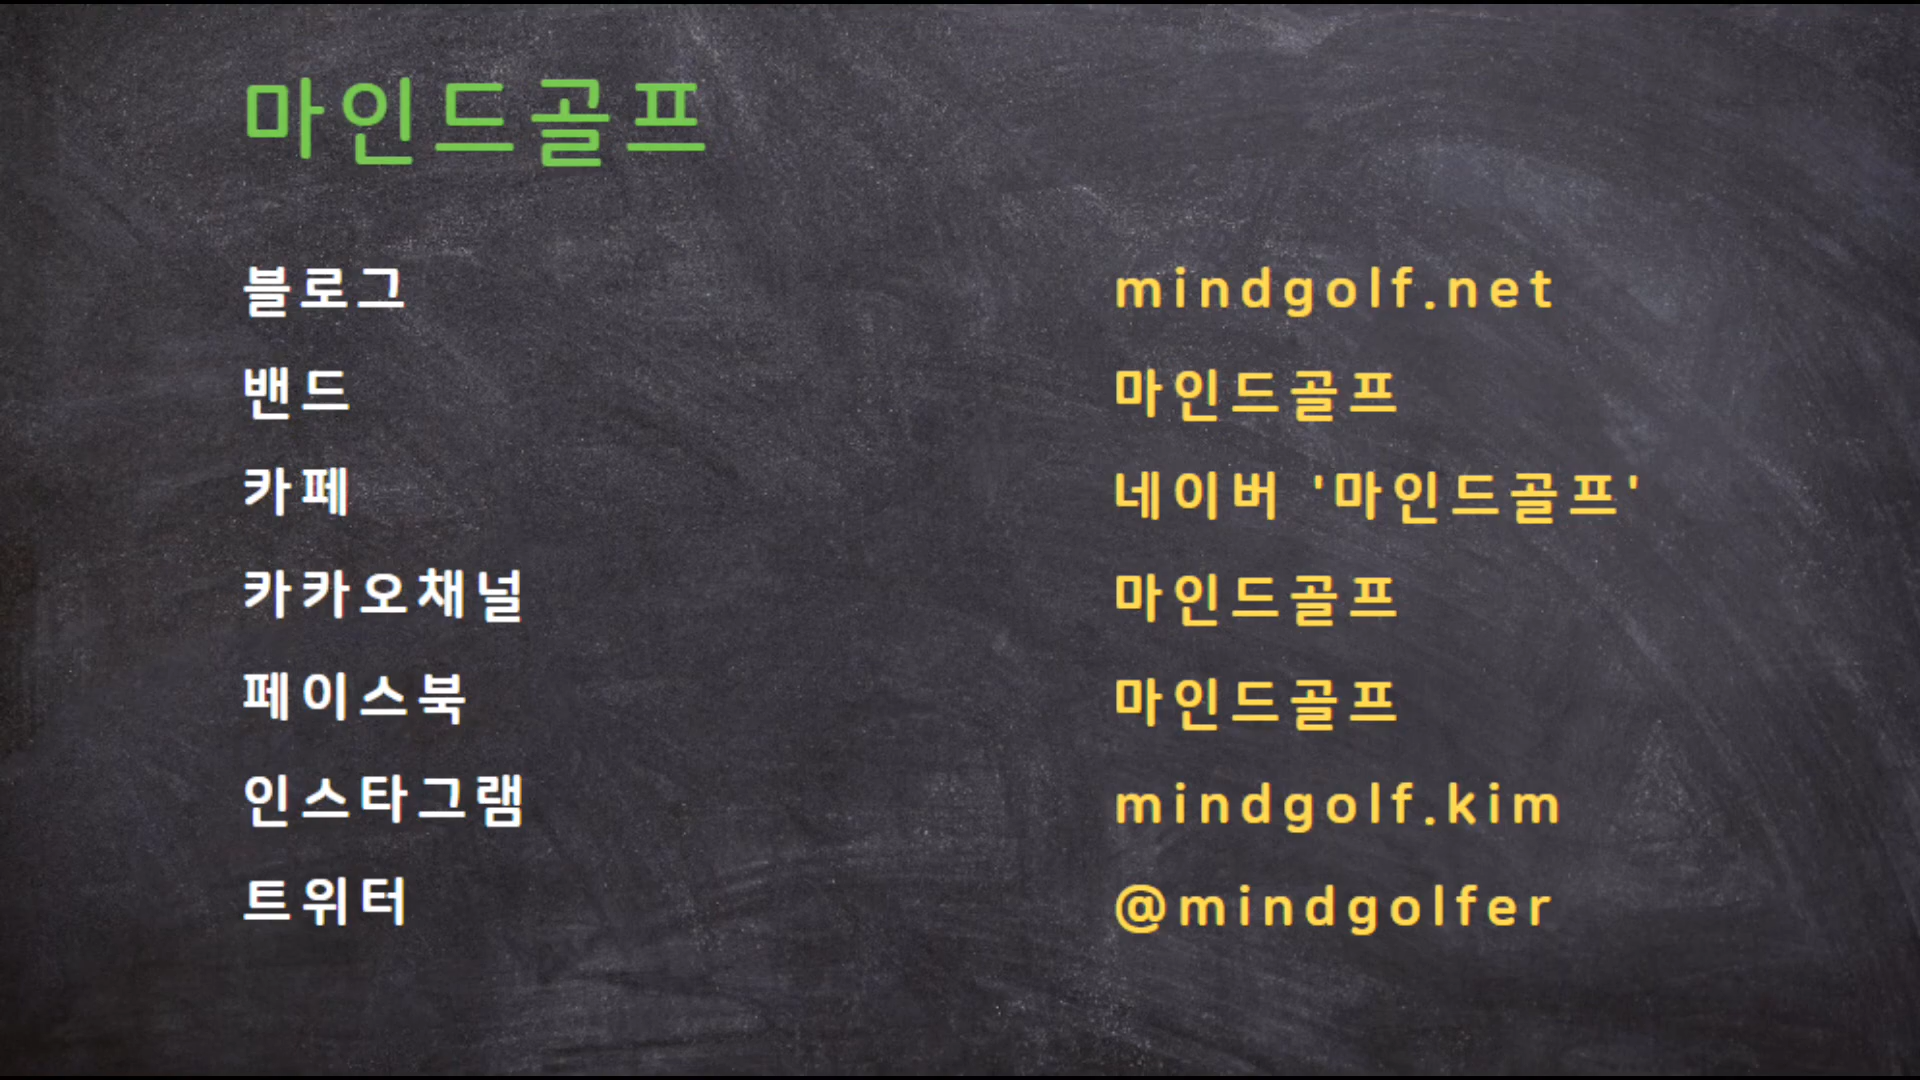 마인드골프
블로그 mindgolf.net
밴드 마인드골프
카페 네이버 '마인드골프'
카카오채널 마인드골프
페이스북 마인드골프
인스타그램 mindgolf.kim
트위터 @mindgolfer